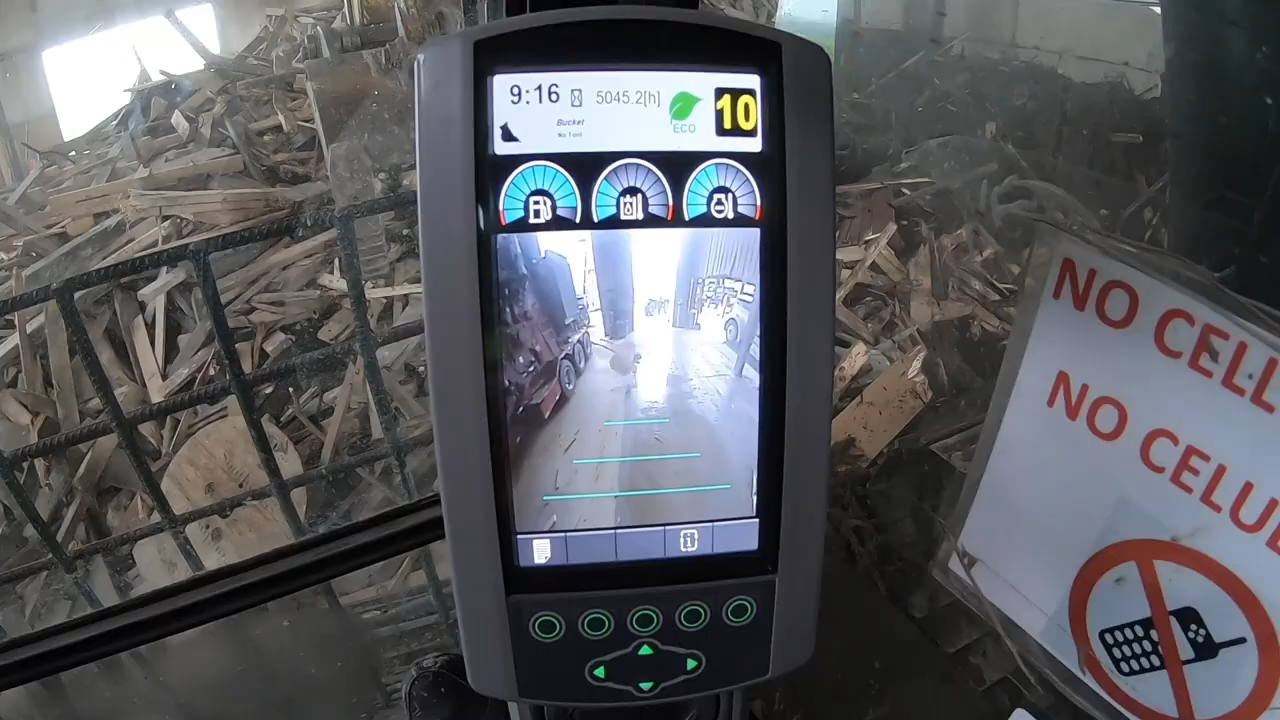 9:16 5045.2[h]
ECO
10
Bucket
No Tool
NO CELL
NO CELU